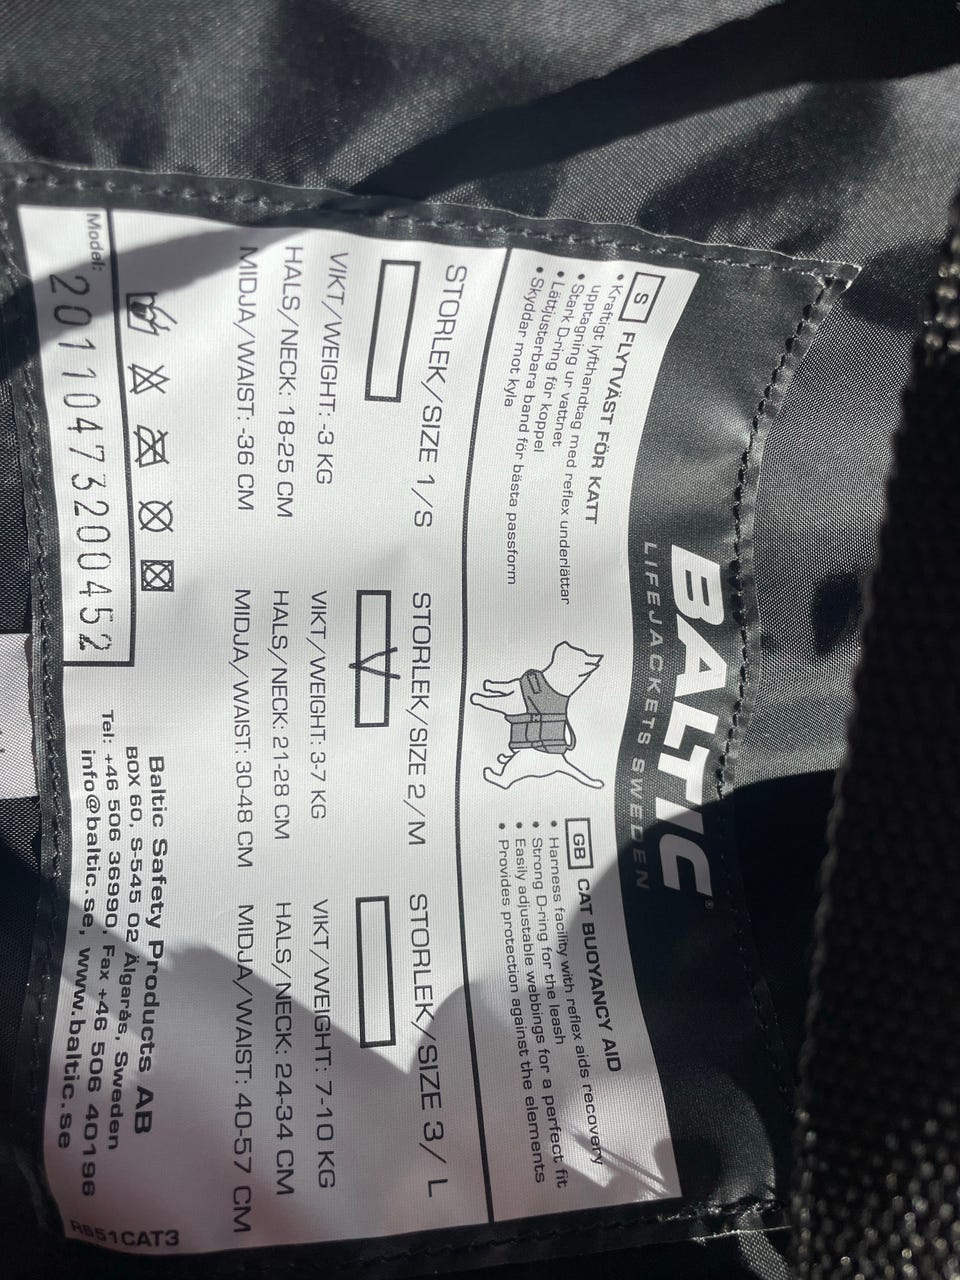 BALTIC®
LIFEJACKETS SWEDEN
S FLYTVÄST FÖR KATT
• Kraftigt lyfthandtag med reflex underlättar
upptagning ur vattnet
• Stark D-ring för koppel
• Lättjusterbara band för bästa passform
• Skyddar mot kyla
GB CAT BUOYANCY AID
• Harness facility with reflex aids recovery
• Strong D-ring for the leash
• Easily adjustable webbings for a perfect fit
• Provides protection against the elements
STORLEK/SIZE 1/S
VIKT/WEIGHT: -3 KG
HALS/NECK: 18-25 CM
MIDJA/WAIST: -36 CM
STORLEK/SIZE 2/M
V
VIKT/WEIGHT: 3-7 KG
HALS/NECK: 21-28 CM
MIDJA/WAIST: 30-48 CM
STORLEK/SIZE 3/ L
VIKT/WEIGHT: 7-10 KG
HALS/NECK: 24-34 CM
MIDJA/WAIST: 40-57 CM
Model: 2011047320045 2
Baltic Safety Products AB
BOX 60, S-545 02 Älgarås, Sweden
Tel: +46 506 36990, Fax +46 506 40196
info@baltic.se, www.baltic.se
RB51CAT3